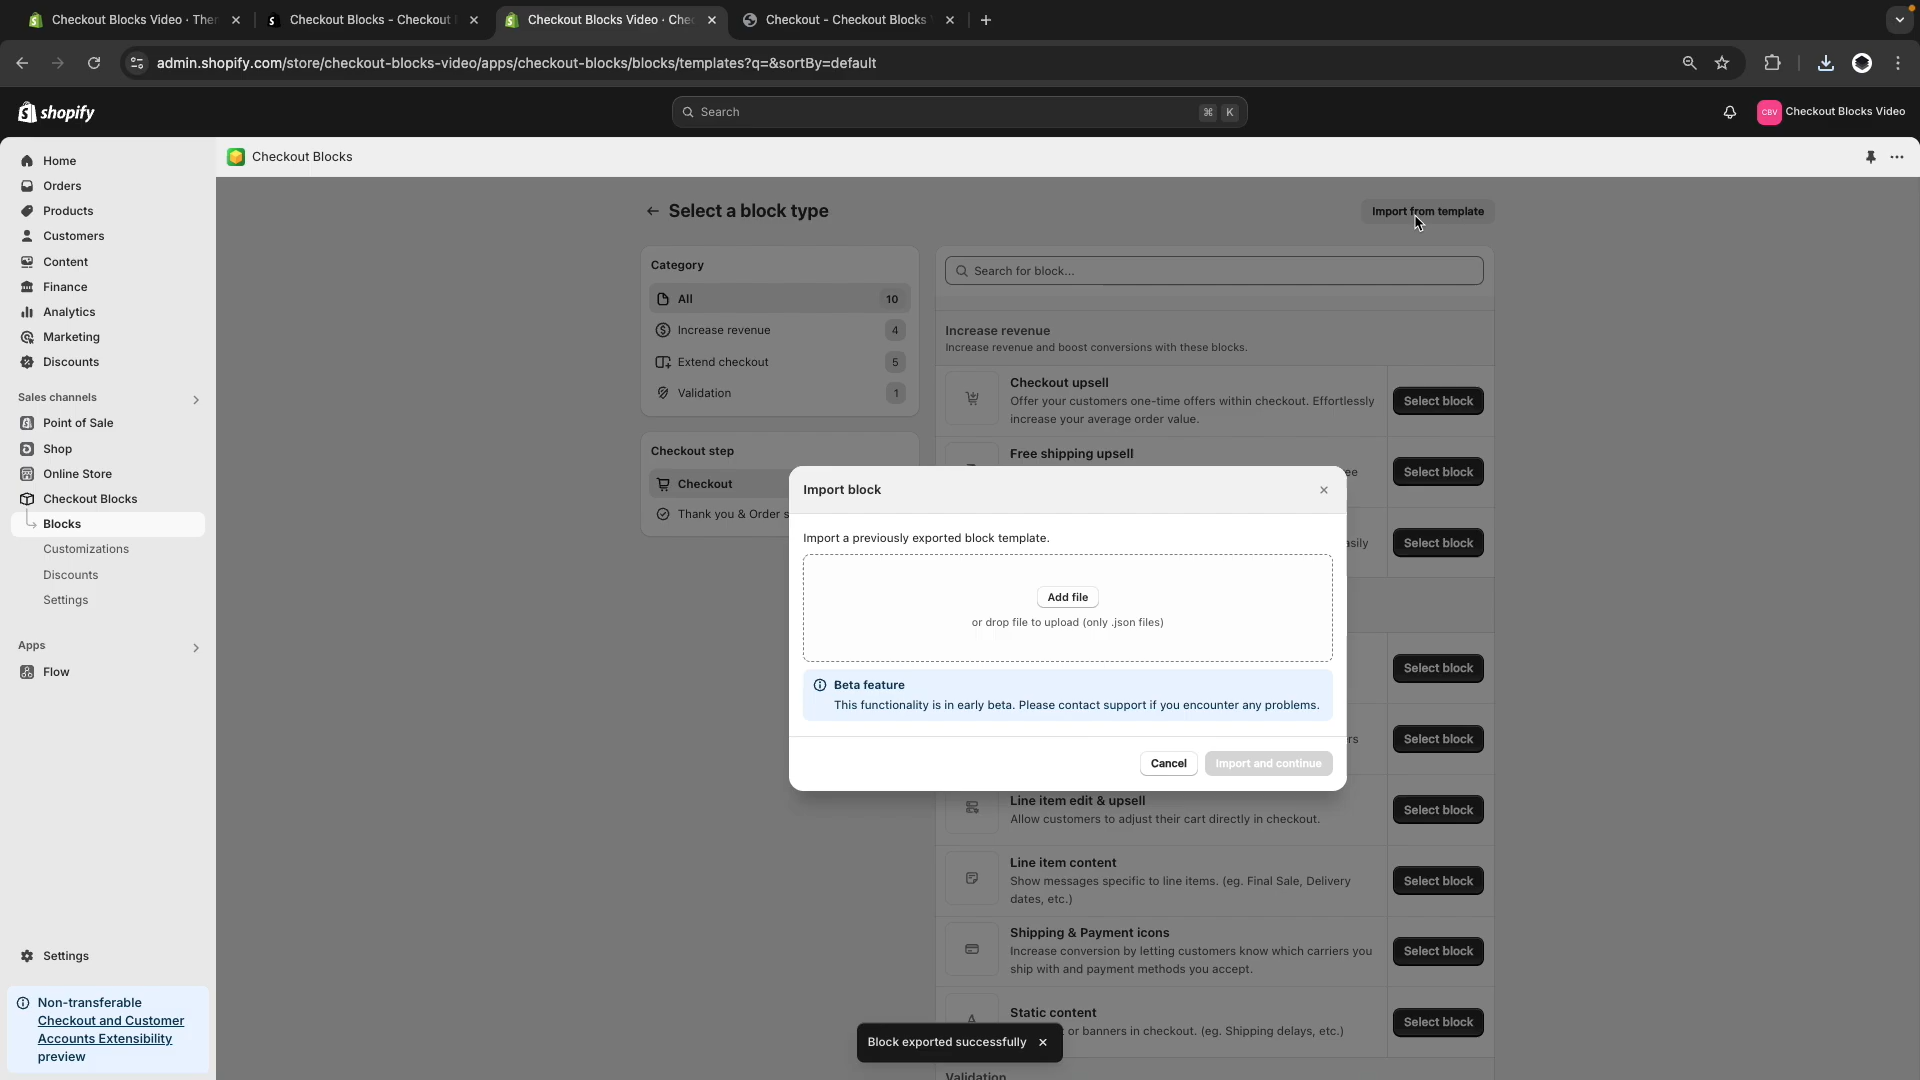 Checkout Blocks Video · Ther
Checkout Blocks - Checkout
Checkout Blocks Video · Chec
Checkout - Checkout Blocks
admin.shopify.com/store/checkout-blocks-video/apps/checkout-blocks/blocks/templates?q=&sortBy=default
shopify
Search
⌘ K
CBV
Checkout Blocks Video
Home
Orders
Products
Customers
Content
Finance
Analytics
Marketing
Discounts
Sales channels
Point of Sale
Shop
Online Store
Checkout Blocks
Blocks
Customizations
Discounts
Settings
Apps
Flow
Settings
Non-transferable
Checkout and Customer
Accounts Extensibility
preview
Checkout Blocks
Select a block type
Import from template
Category
All 10
Increase revenue 4
Extend checkout 5
Validation 1
Checkout step
Checkout
Thank you & Order s
Search for block...
Increase revenue
Increase revenue and boost conversions with these blocks.
Checkout upsell
Offer your customers one-time offers within checkout. Effortlessly
increase your average order value.
Select block
Free shipping upsell
ee
Select block
asily
Select block
Import block
Import a previously exported block template.
Add file
or drop file to upload (only .json files)
Beta feature
This functionality is in early beta. Please contact support if you encounter any problems.
Cancel
Import and continue
Select block
rs
Select block
Line item edit & upsell
Allow customers to adjust their cart directly in checkout.
Select block
Line item content
Show messages specific to line items. (eg. Final Sale, Delivery
dates, etc.)
Select block
Shipping & Payment icons
Increase conversion by letting customers know which carriers you
ship with and payment methods you accept.
Select block
Static content
or banners in checkout. (eg. Shipping delays, etc.)
Select block
Block exported successfully
Validation